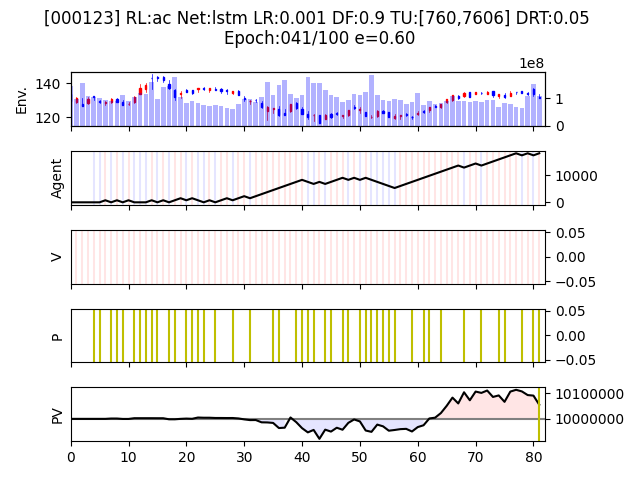 [000123] RL:ac Net:lstm LR:0.001 DF:0.9 TU:[760,7606] DRT:0.05
Epoch:041/100 e=0.60
1e8
Env.
140
120
1
0
Agent
10000
0
V
0.05
0.00
−0.05
P
0.05
0.00
−0.05
PV
10100000
10000000
0 10 20 30 40 50 60 70 80